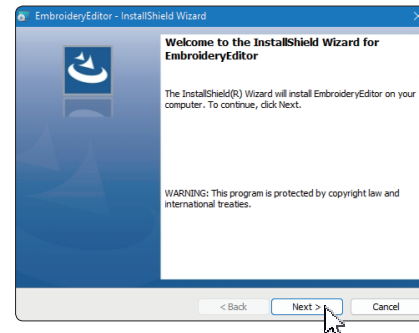 EmbroideryEditor - InstallShield Wizard
Welcome to the InstallShield Wizard for
EmbroideryEditor
The InstallShield(R) Wizard will install EmbroideryEditor on your
computer. To continue, click Next.
WARNING: This program is protected by copyright law and
international treaties.
< Back Next > Cancel